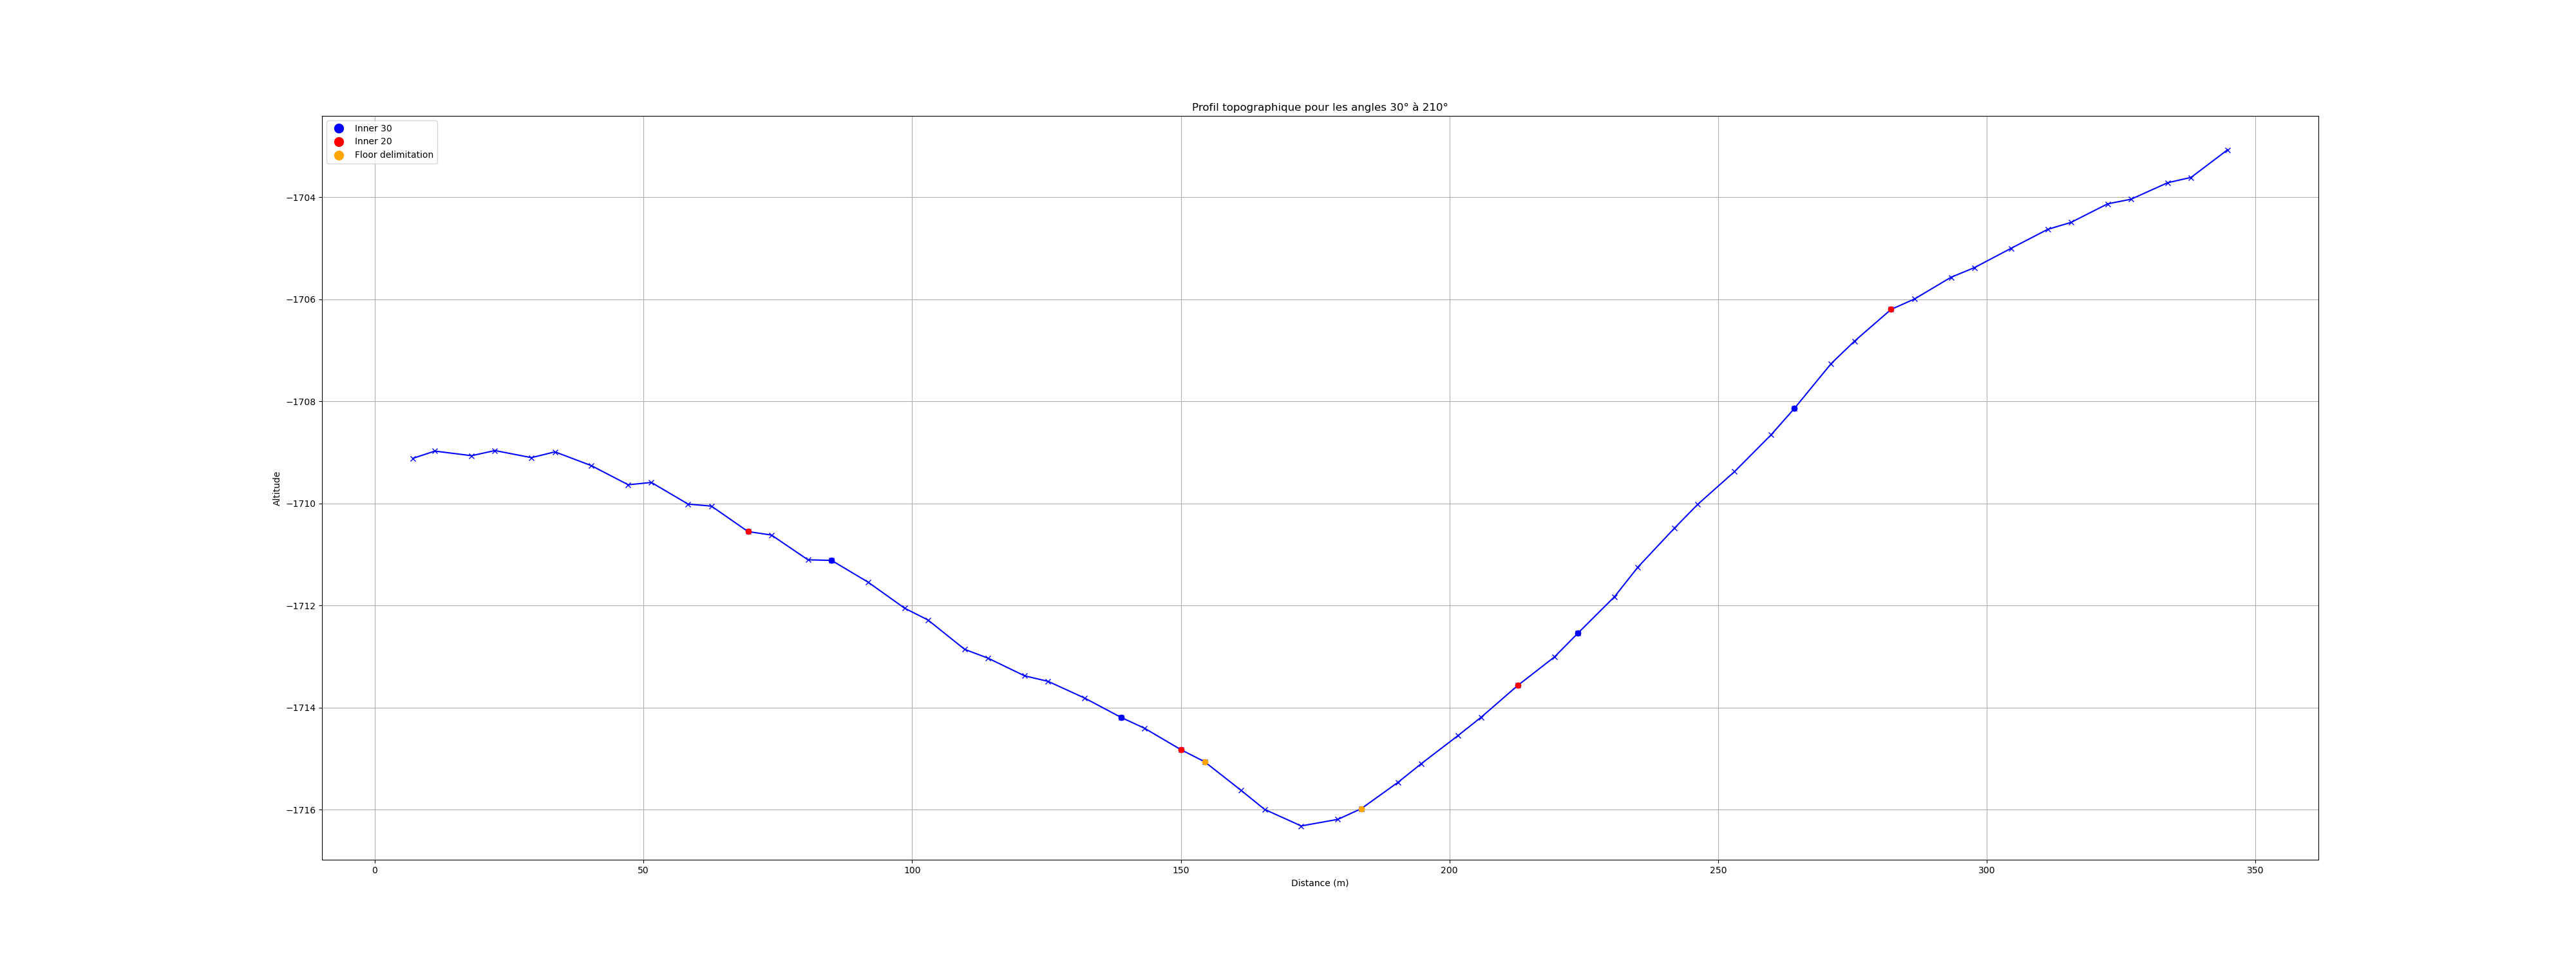 Profil topographique pour les angles 30° à 210°
Inner 30
Inner 20
Floor delimitation
−1704
−1706
−1708
−1710
−1712
−1714
−1716
Altitude
0 50 100 150 200 250 300 350
Distance (m)